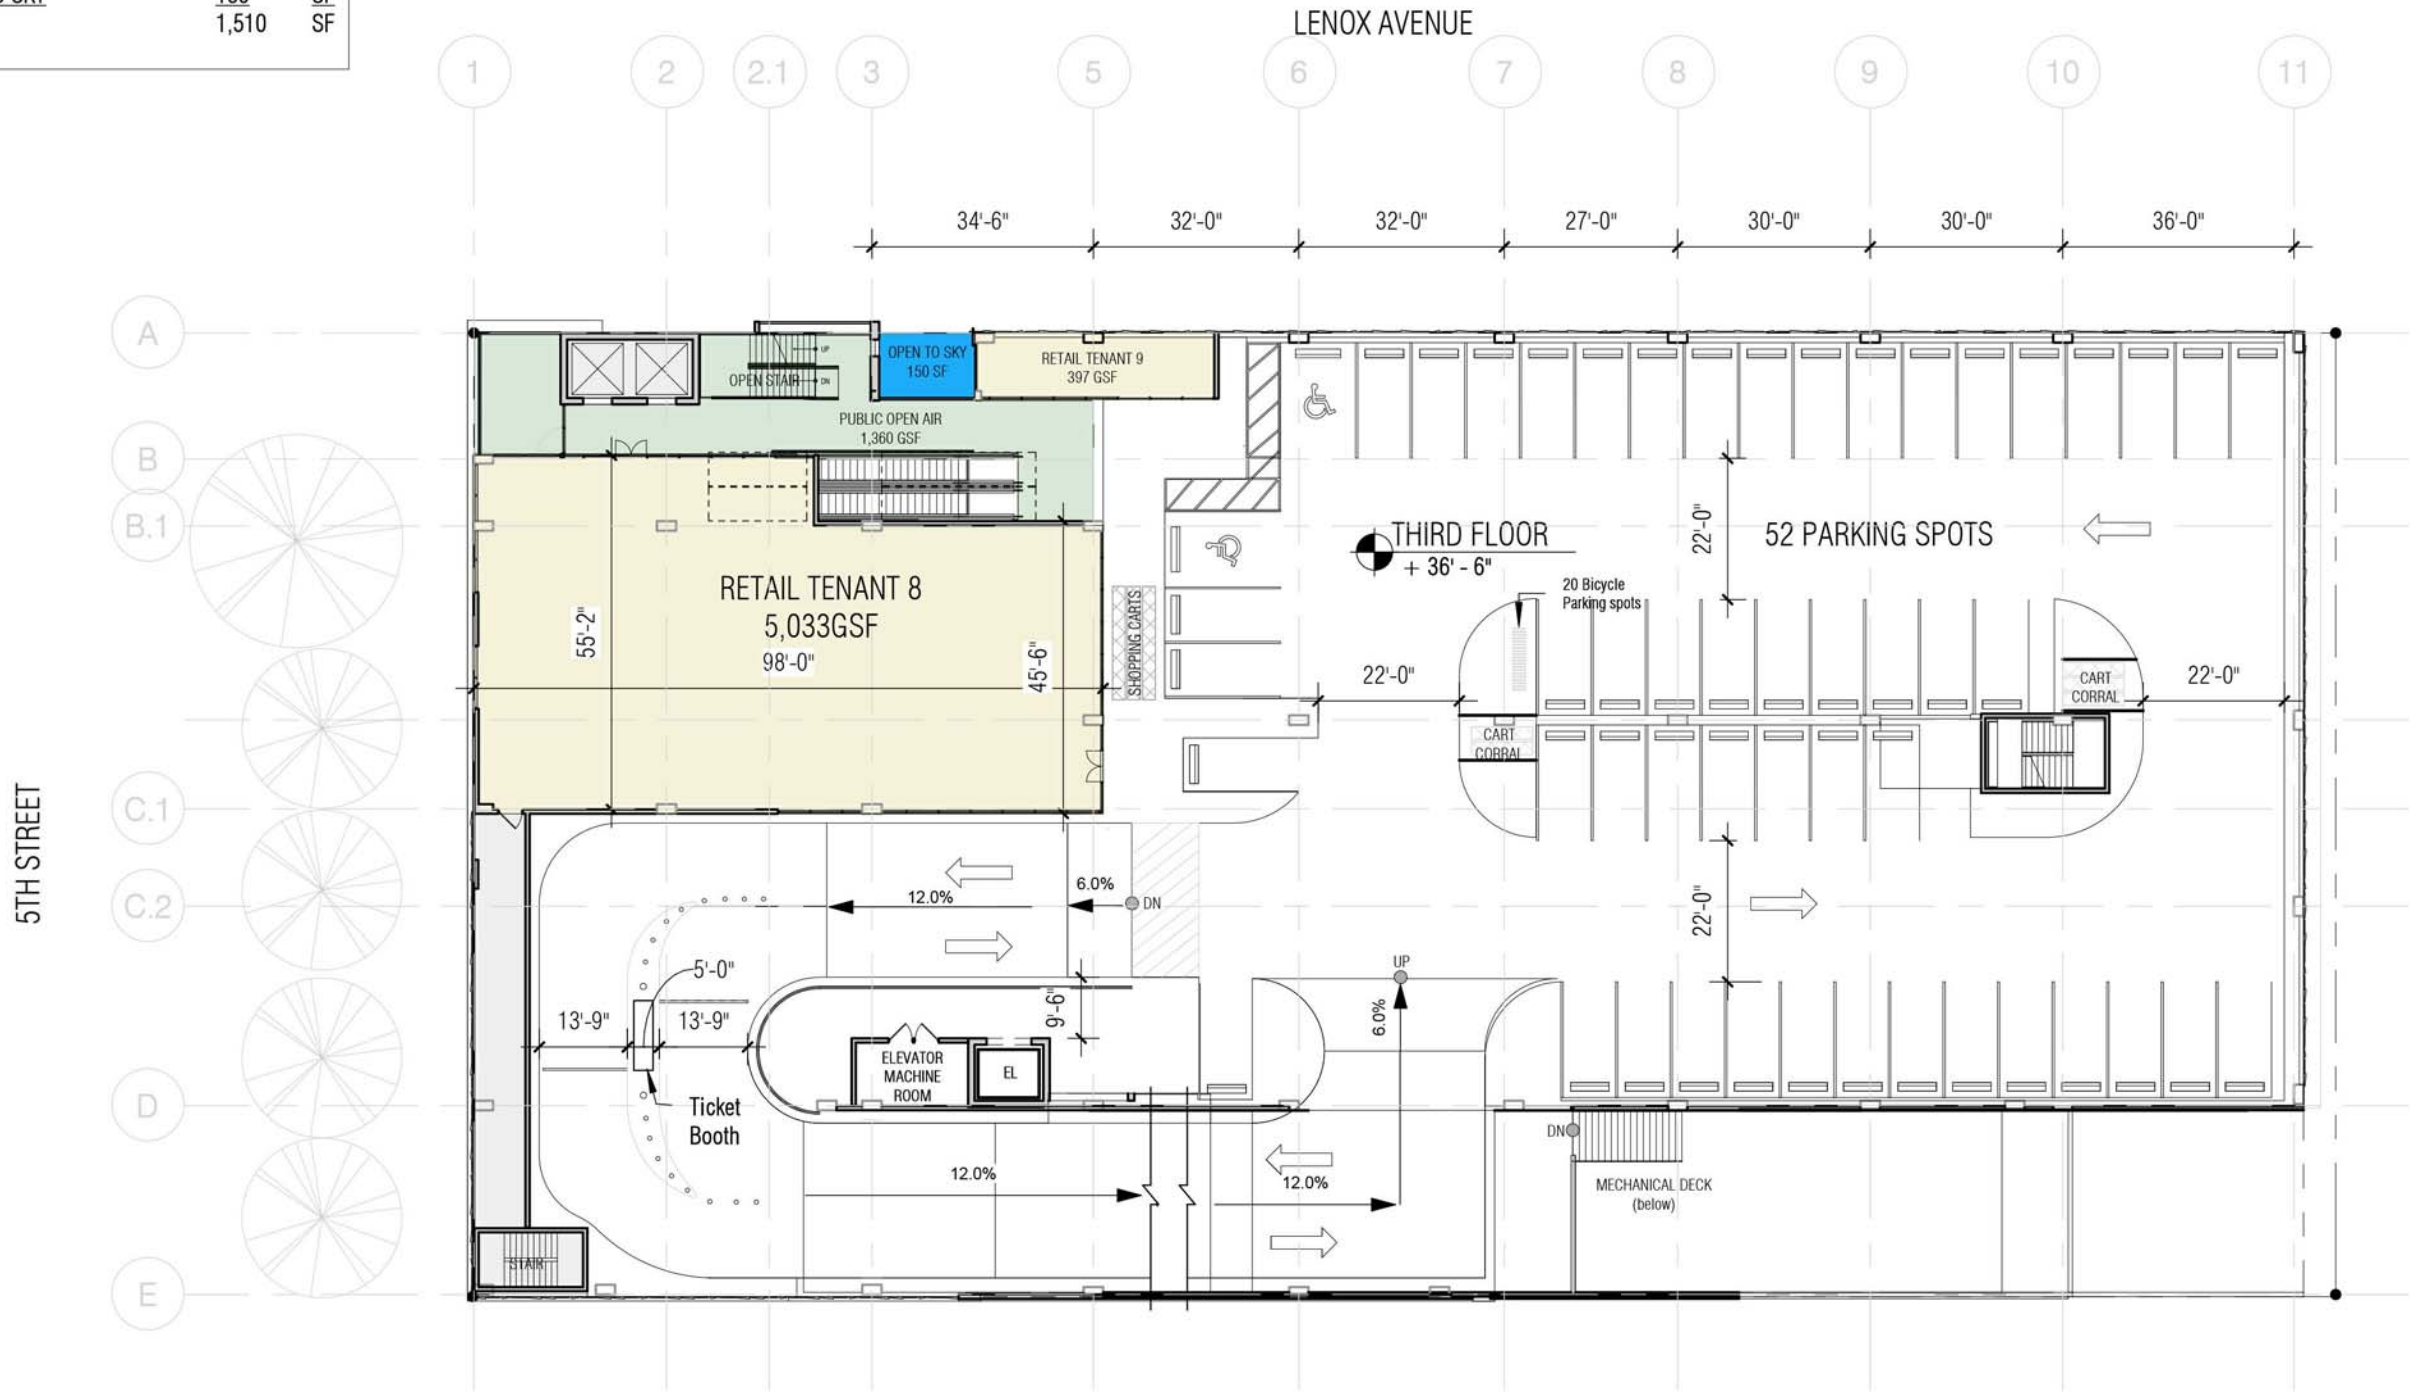 1,510 SF
LENOX AVENUE
1 2 2.1 3 5 6 7 8 9 10 11
34'-6" 32'-0" 32'-0" 27'-0" 30'-0" 30'-0" 36'-0"
A
B
B.1
C.1
C.2
D
E
5TH STREET
OPEN STAIR
UP
DN
OPEN TO SKY
150 SF
RETAIL TENANT 9
397 GSF
PUBLIC OPEN AIR
1,360 GSF
RETAIL TENANT 8
5,033GSF
98'-0"
55'-2"
45'-6"
SHOPPING CARTS
THIRD FLOOR
+ 36' - 6"
52 PARKING SPOTS
22'-0"
20 Bicycle
Parking spots
22'-0"
CART
CORRAL
22'-0"
CART
CORRAL
22'-0"
12.0%
6.0%
DN
5'-0"
13'-9"
13'-9"
9'-6"
ELEVATOR
MACHINE
ROOM
EL
UP
6.0%
Ticket
Booth
12.0%
12.0%
DN
MECHANICAL DECK
(below)
STAIR